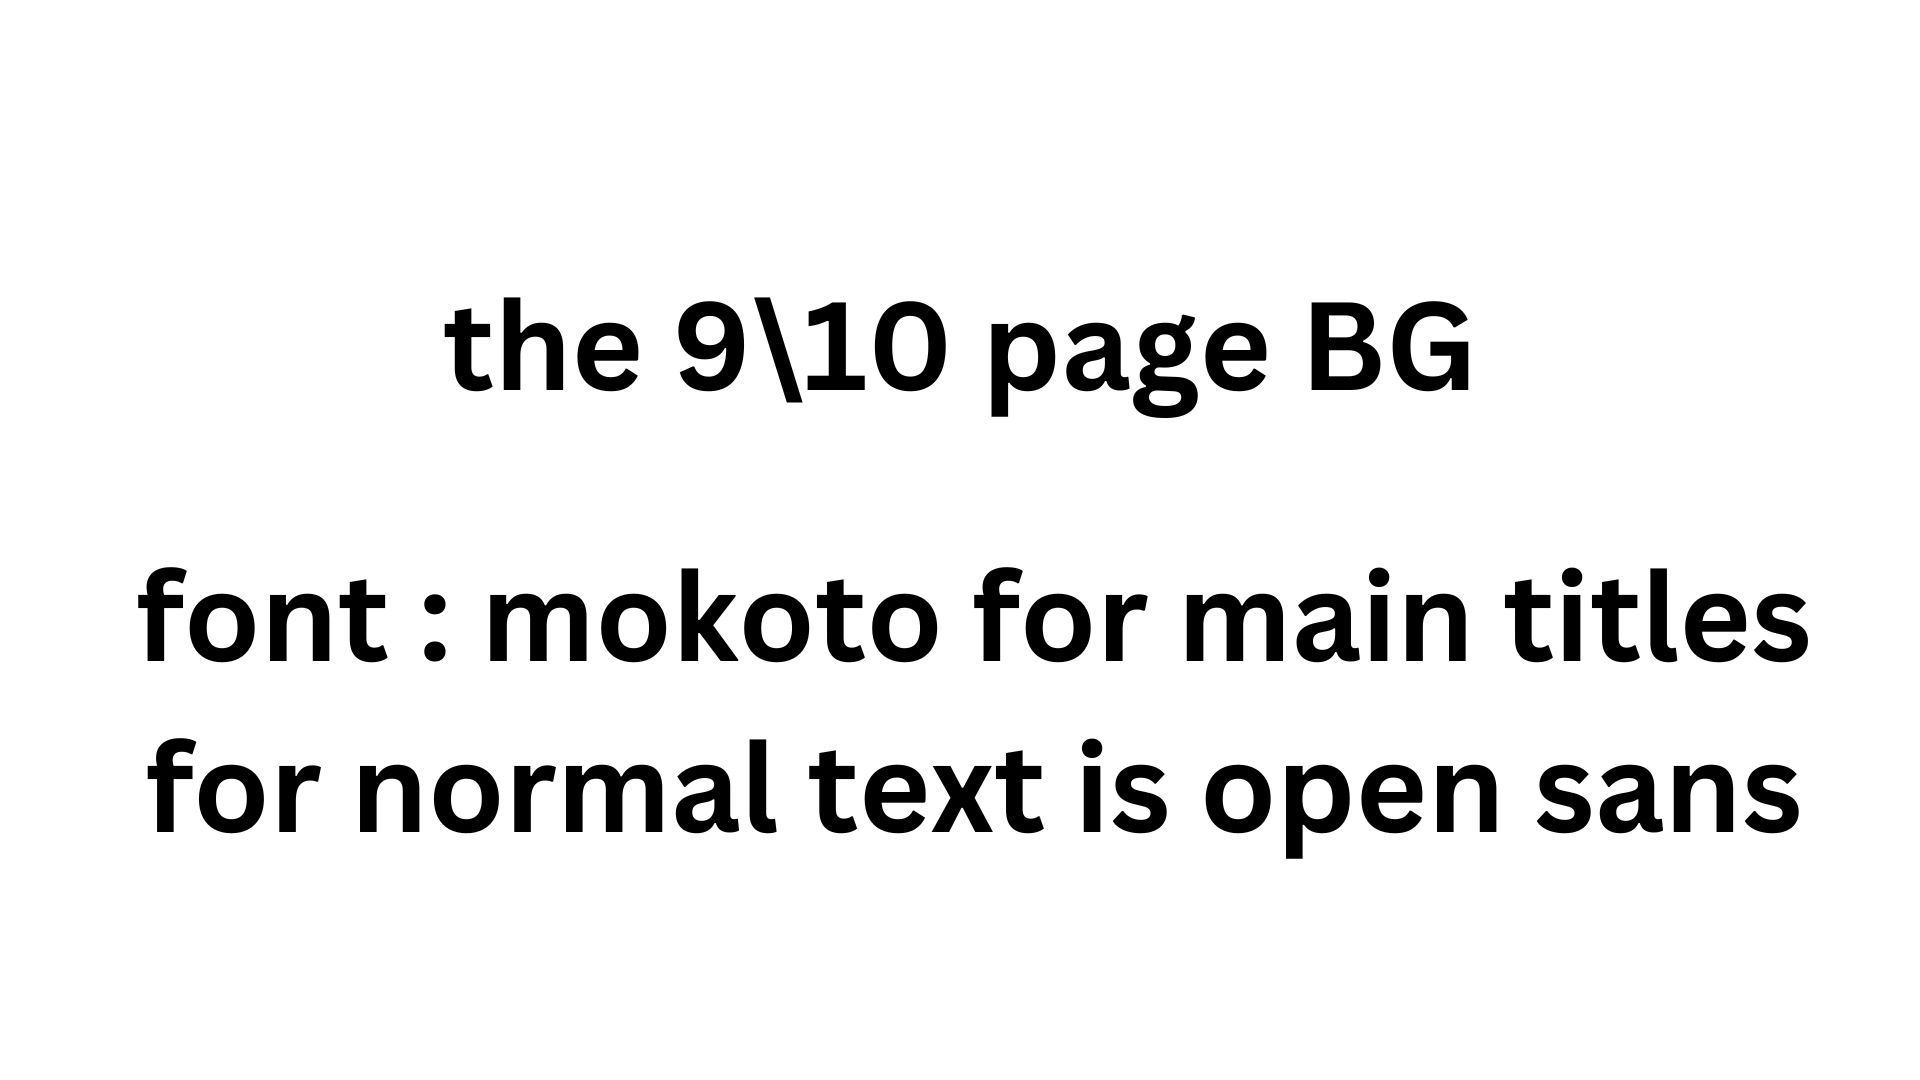 the 9\10 page BG
font : mokoto for main titles
for normal text is open sans